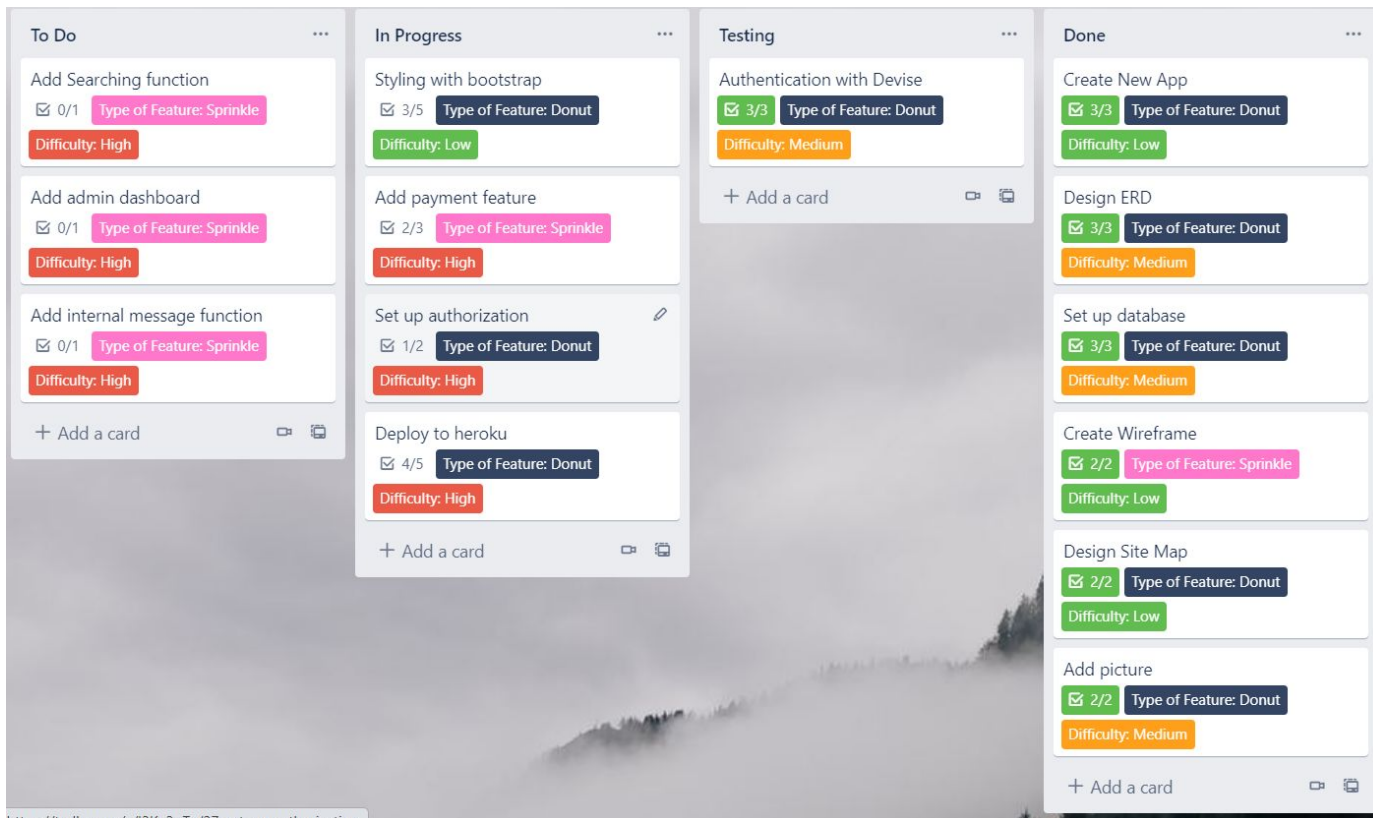 To Do
Add Searching function
0/1 Type of Feature: Sprinkle
Difficulty: High
Add admin dashboard
0/1 Type of Feature: Sprinkle
Difficulty: High
Add internal message function
0/1 Type of Feature: Sprinkle
Difficulty: High
+ Add a card
In Progress
Styling with bootstrap
3/5 Type of Feature: Donut
Difficulty: Low
Add payment feature
2/3 Type of Feature: Sprinkle
Difficulty: High
Set up authorization
1/2 Type of Feature: Donut
Difficulty: High
Deploy to heroku
4/5 Type of Feature: Donut
Difficulty: High
+ Add a card
Testing
Authentication with Devise
3/3 Type of Feature: Donut
Difficulty: Medium
+ Add a card
Done
Create New App
3/3 Type of Feature: Donut
Difficulty: Low
Design ERD
3/3 Type of Feature: Donut
Difficulty: Medium
Set up database
3/3 Type of Feature: Donut
Difficulty: Medium
Create Wireframe
2/2 Type of Feature: Sprinkle
Difficulty: Low
Design Site Map
2/2 Type of Feature: Donut
Difficulty: Low
Add picture
2/2 Type of Feature: Donut
Difficulty: Medium
+ Add a card